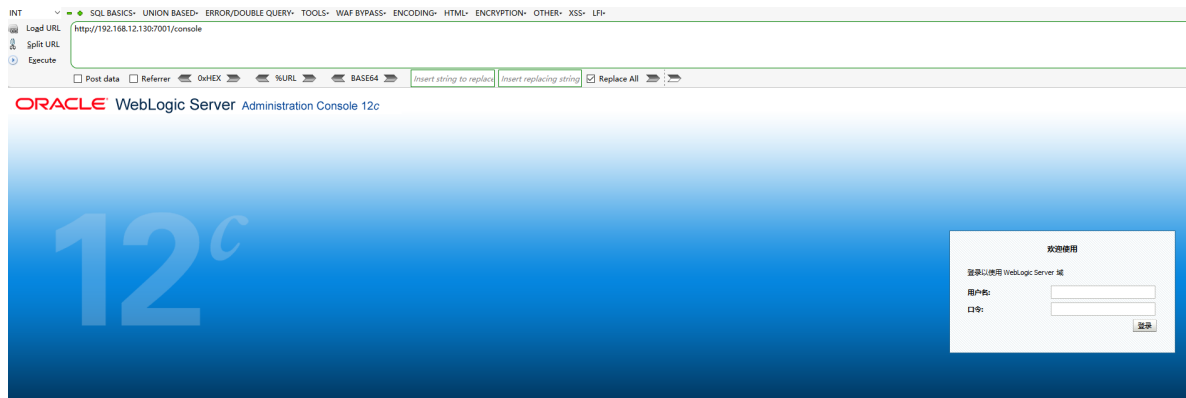 INT SQL BASICS UNION BASED ERROR/DOUBLE QUERY TOOLS WAF BYPASS ENCODING HTML ENCRYPTION OTHER XSS LFI
Load URL http://192.168.12.130:7001/console
Split URL
Execute
Post data Referrer 0xHEX %URL BASE64 Insert string to replace Insert replacing string Replace All
ORACLE WebLogic Server Administration Console 12c
12c
欢迎使用
登录以使用 WebLogic Server 域
用户名:
口令:
登录